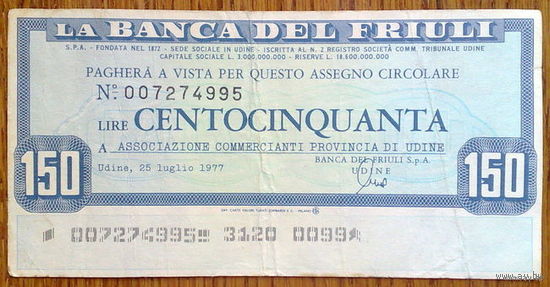 LA BANCA DEL FRIULI
S.P.A. - FONDATA NEL 1872 - SEDE SOCIALE IN UDINE - ISCRITTA AL N. 2 REGISTRO SOCIETÀ COMM. TRIBUNALE UDINE
CAPITALE SOCIALE L. 3.000.000.000 - RISERVE L. 18.600.000.000
PAGHERÀ A VISTA PER QUESTO ASSEGNO CIRCOLARE
No. 007274995
LIRE CENTOCINQUANTA
A ASSOCIAZIONE COMMERCIANTI PROVINCIA DI UDINE
Udine, 25 luglio 1977
BANCA DEL FRIULI S.p.A.
UDINE
150
150
007274995 3120 0099